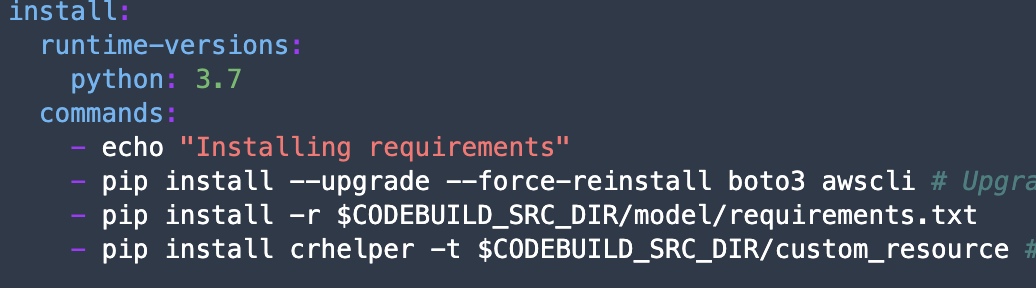 install:
runtime-versions:
python: 3.7
commands:
- echo "Installing requirements"
- pip install --upgrade --force-reinstall boto3 awscli # Upgra
- pip install -r $CODEBUILD_SRC_DIR/model/requirements.txt
- pip install crhelper -t $CODEBUILD_SRC_DIR/custom_resource #